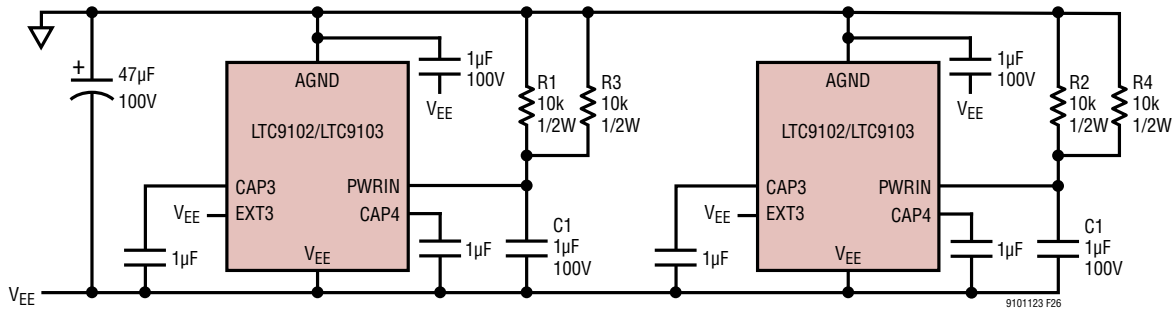 +
47µF
100V
AGND
LTC9102/LTC9103
CAP3
EXT3
PWRIN
CAP4
VEE
VEE
1µF
1µF
1µF
100V
VEE
R1
10k
1/2W
R3
10k
1/2W
C1
1µF
100V
AGND
LTC9102/LTC9103
CAP3
EXT3
PWRIN
CAP4
VEE
VEE
1µF
1µF
1µF
100V
VEE
R2
10k
1/2W
R4
10k
1/2W
C1
1µF
100V
VEE
9101123 F26